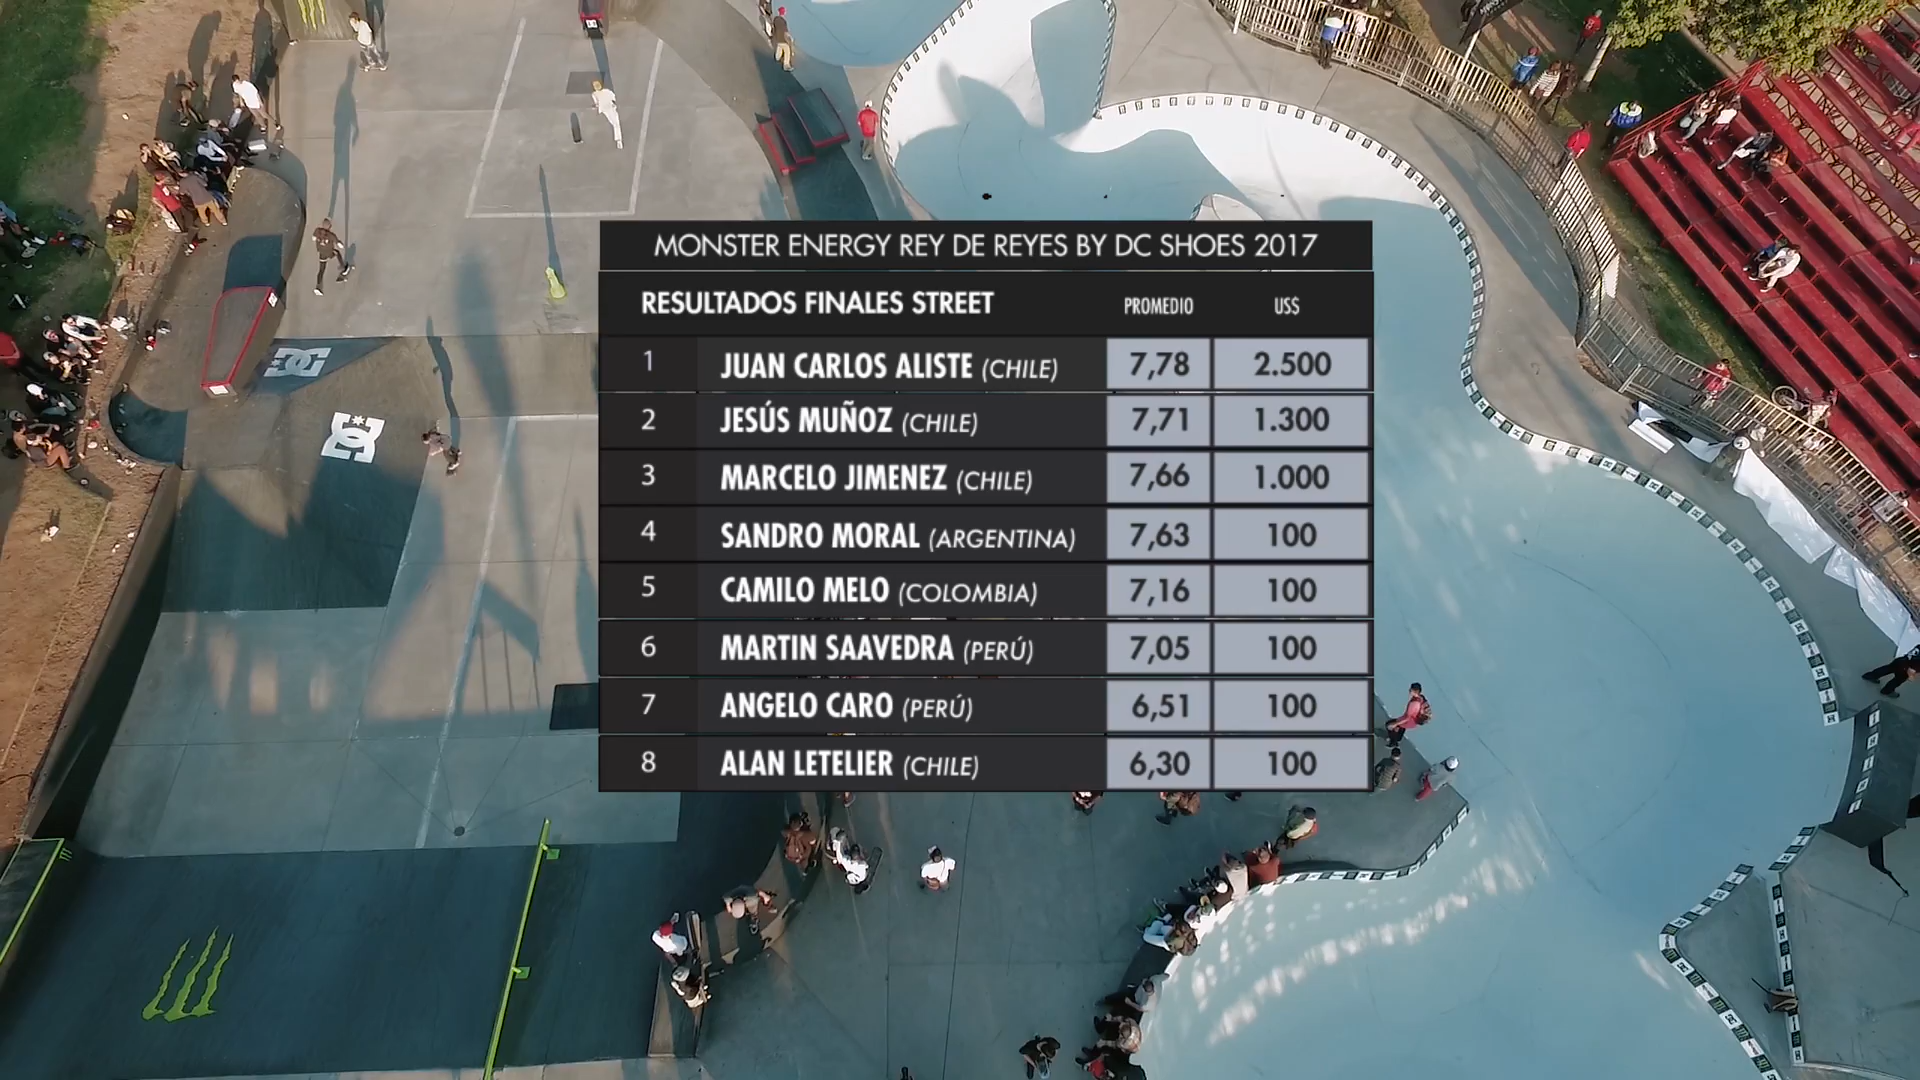 MONSTER ENERGY REY DE REYES BY DC SHOES 2017
RESULTADOS FINALES STREET PROMEDIO US$
1 JUAN CARLOS ALISTE (CHILE) 7,78 2.500
2 JESÚS MUÑOZ (CHILE) 7,71 1.300
3 MARCELO JIMENEZ (CHILE) 7,66 1.000
4 SANDRO MORAL (ARGENTINA) 7,63 100
5 CAMILO MELO (COLOMBIA) 7,16 100
6 MARTIN SAAVEDRA (PERÚ) 7,05 100
7 ANGELO CARO (PERÚ) 6,51 100
8 ALAN LETELIER (CHILE) 6,30 100
DC
DC